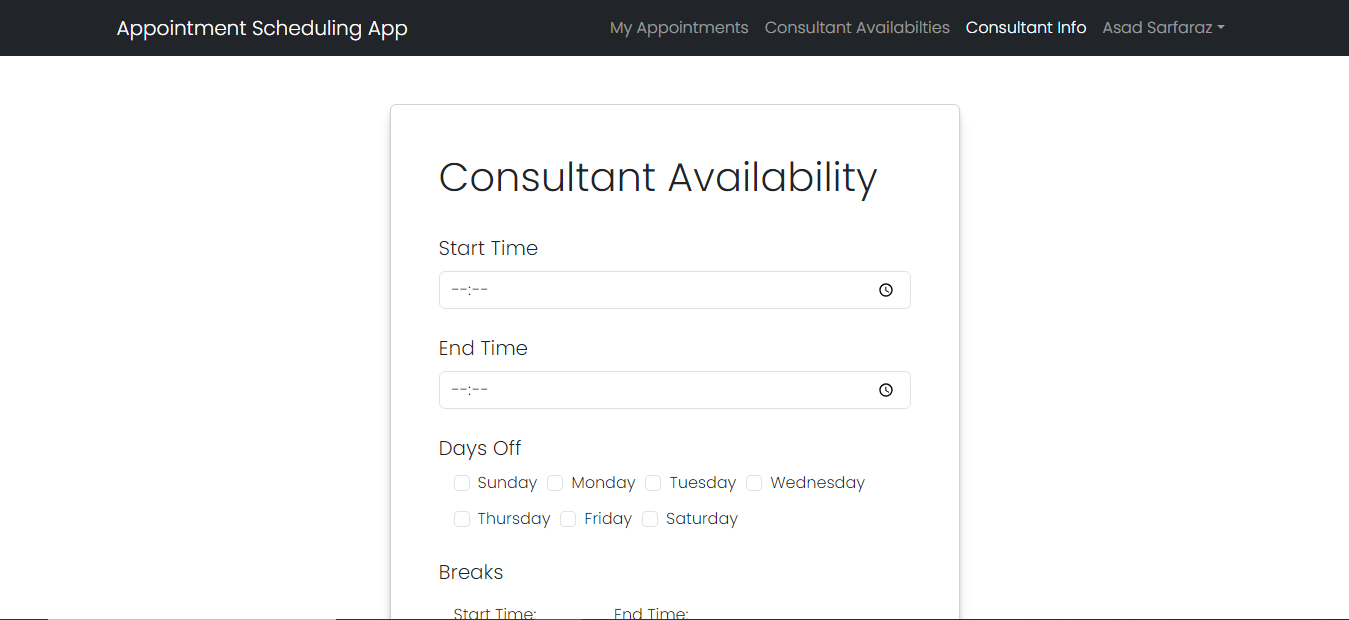 Appointment Scheduling App My Appointments Consultant Availabilties Consultant Info Asad Sarfaraz
Consultant Availability
Start Time
--:--
End Time
--:--
Days Off
Sunday Monday Tuesday Wednesday
Thursday Friday Saturday
Breaks
Start Time: End Time: